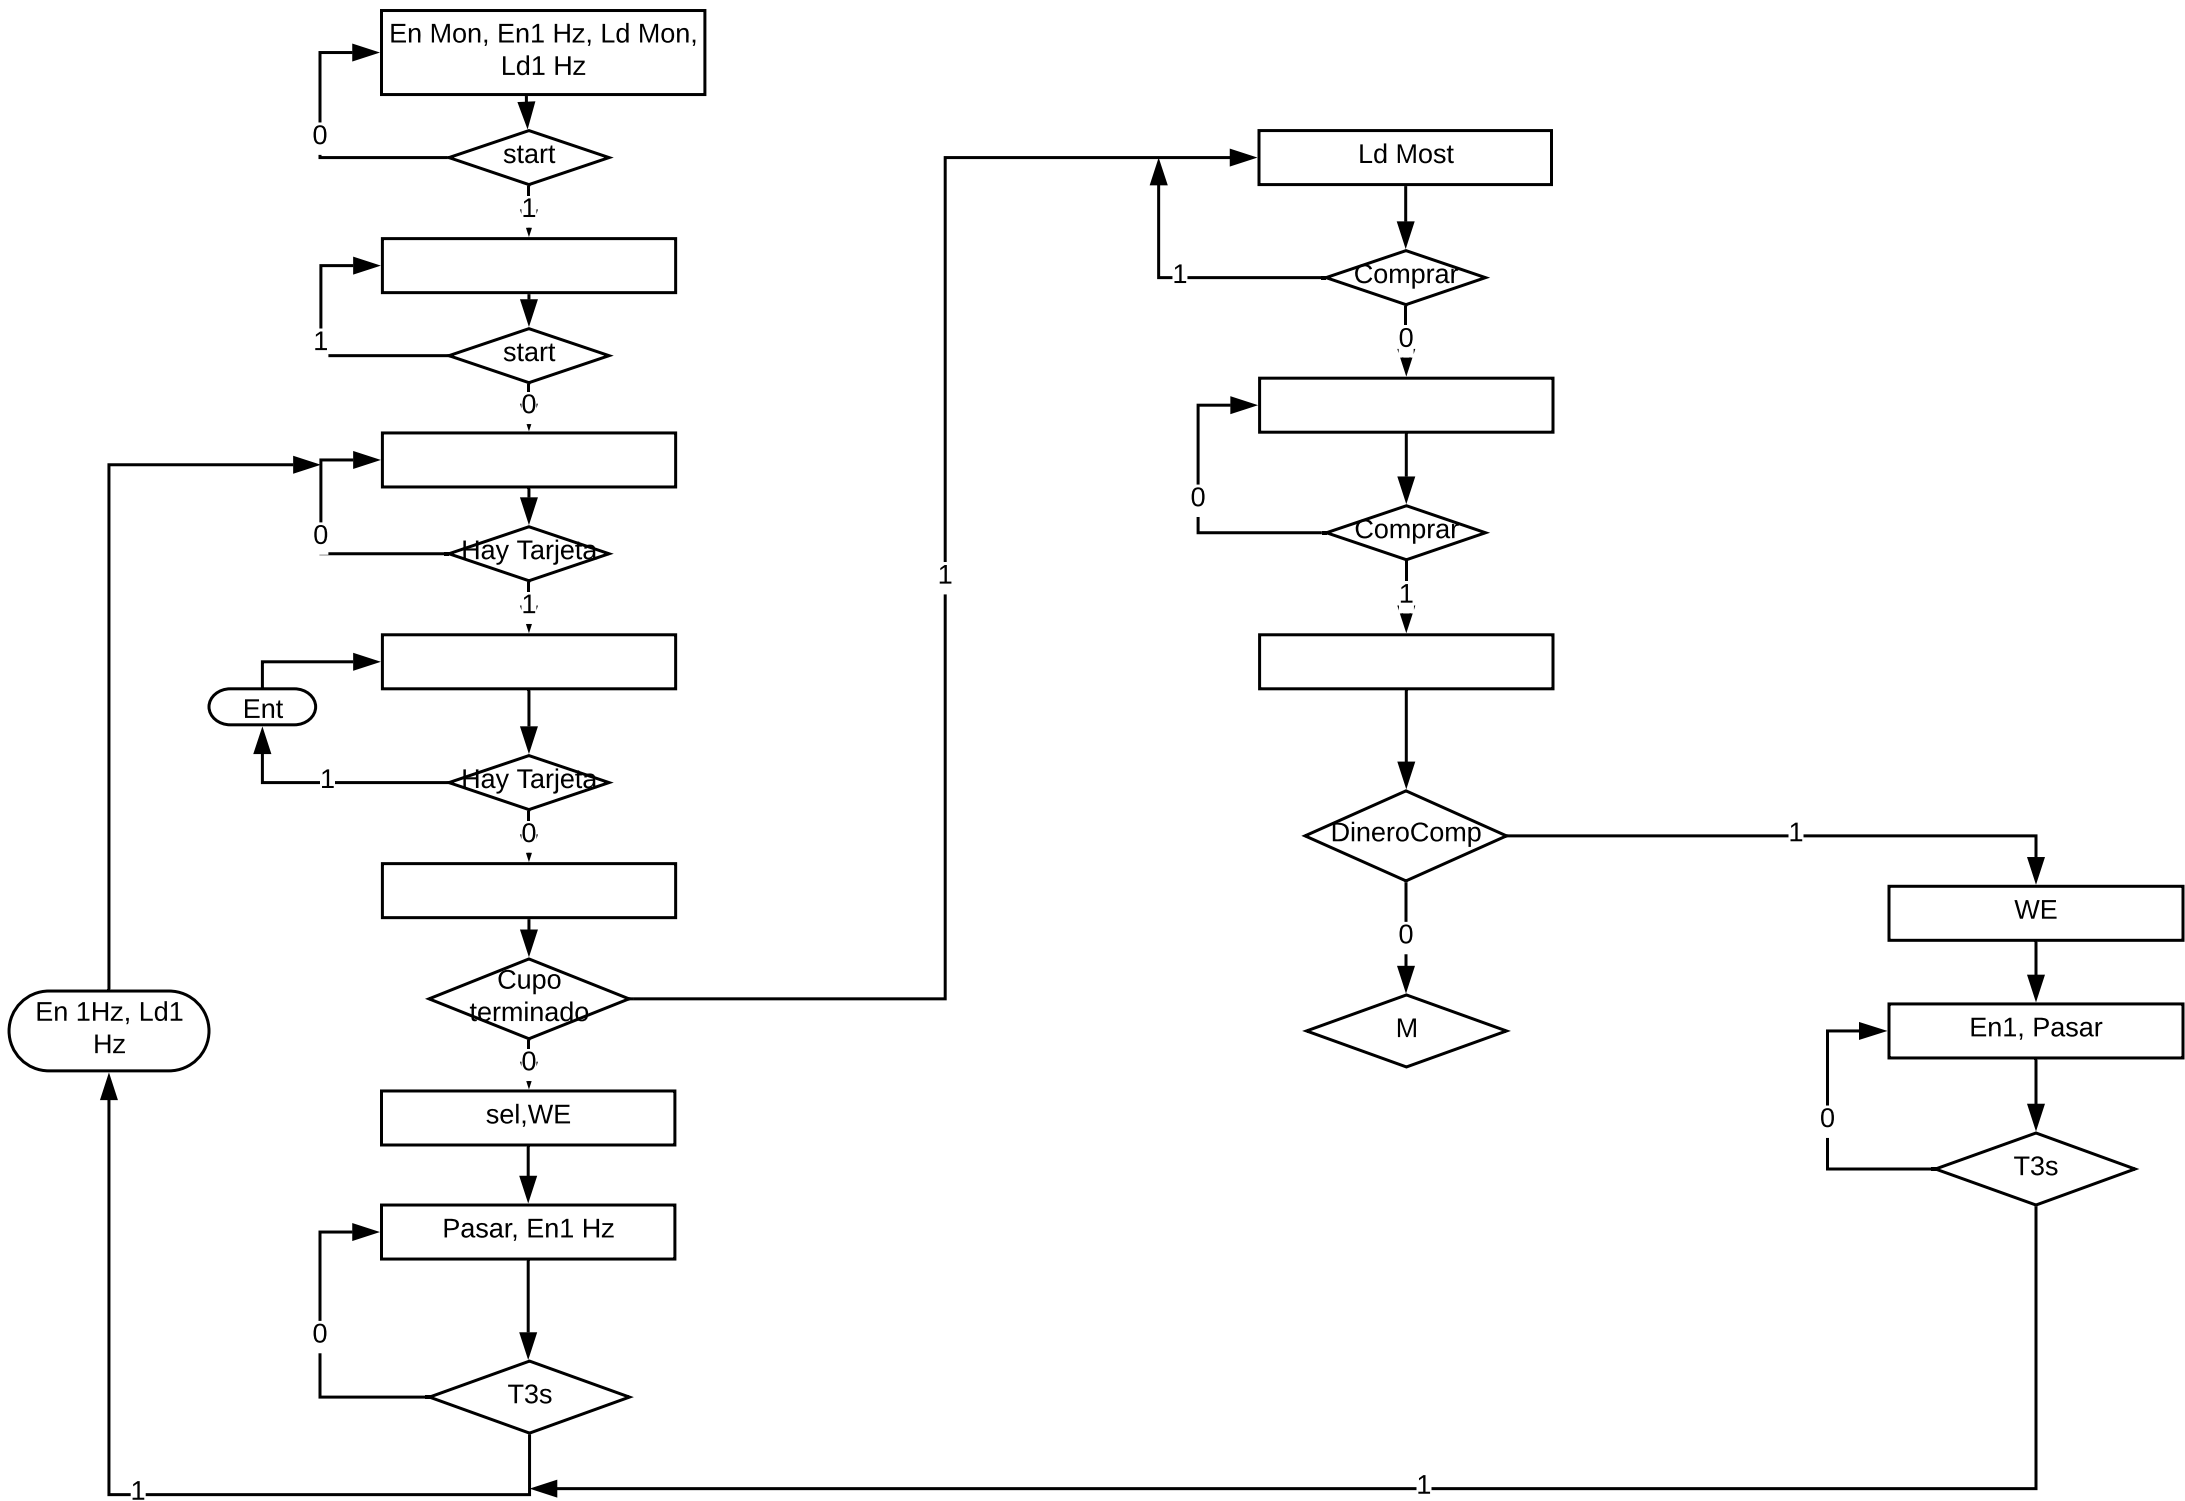 En Mon, En1 Hz, Ld Mon,
Ld1 Hz
0
start
1
1
start
0
0
Hay Tarjeta
1
Ent
1
Hay Tarjeta
0
Cupo
terminado
1
0
En 1Hz, Ld1
Hz
sel,WE
Pasar, En1 Hz
0
T3s
1
Ld Most
1
Comprar
0
0
Comprar
1
DineroComp
1
0
M
WE
En1, Pasar
0
T3s
1